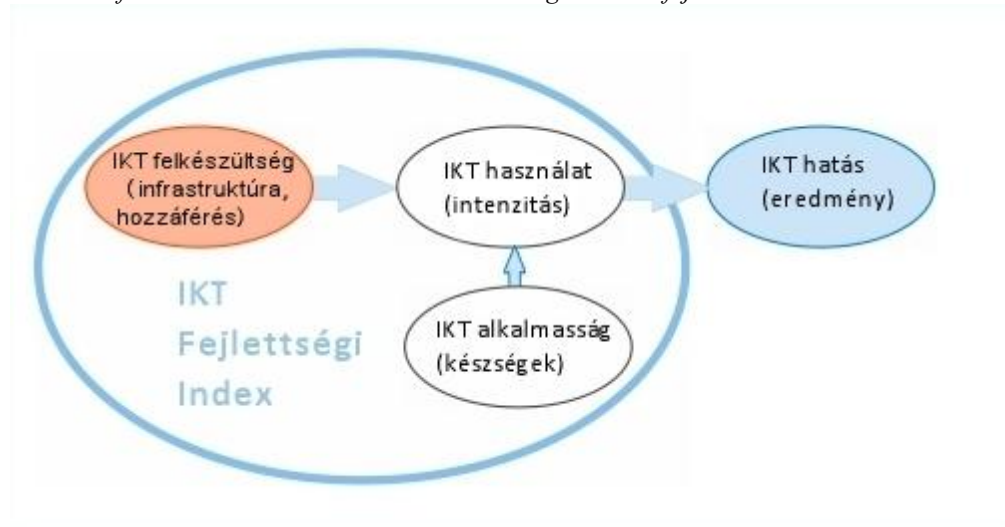 IKT felkészültség
(infrastruktúra,
hozzáférés)
IKT használat
(intenzitás)
IKT hatás
(eredmény)
IKT alkalmasság
(készségek)
IKT
Fejlettségi
Index